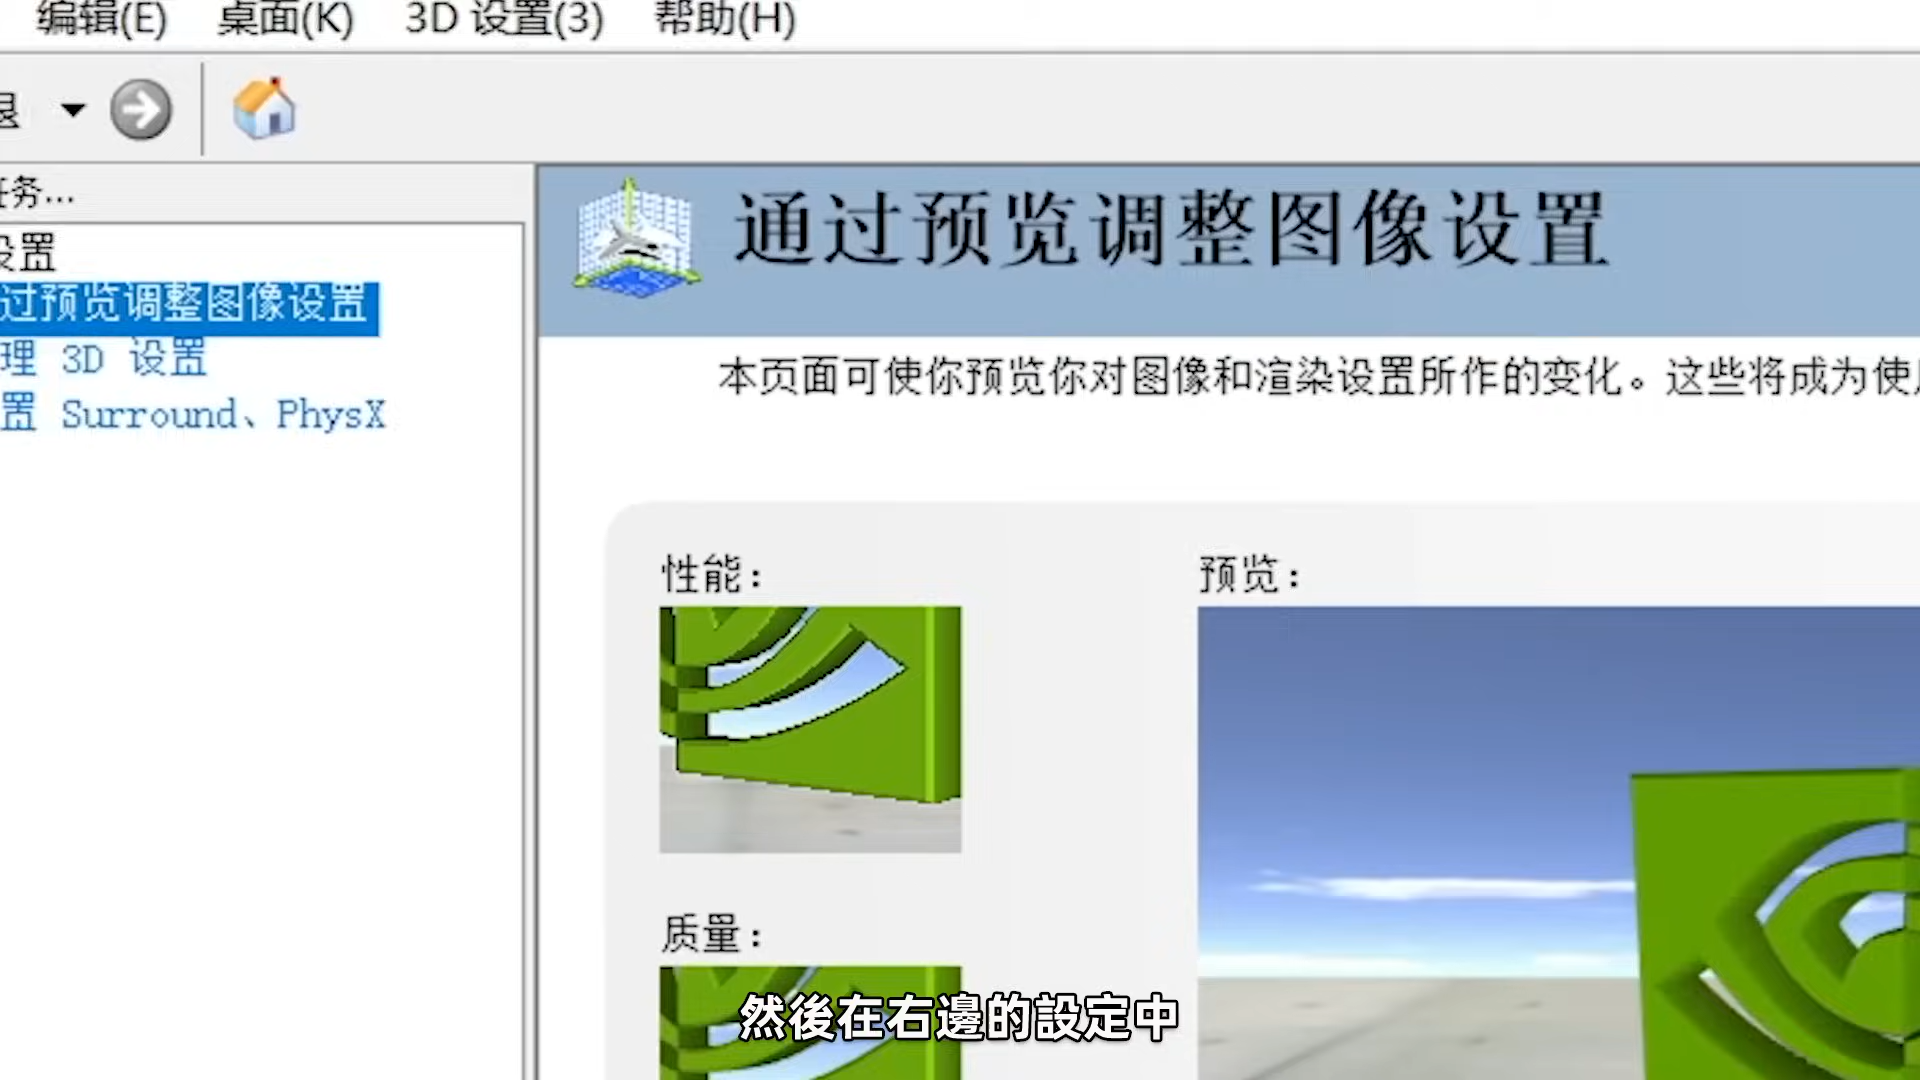 编辑(E) 桌面(K) 3D 设置(3) 帮助(H)
退
任务...
设置
过预览调整图像设置
理 3D 设置
置 Surround、PhysX
通过预览调整图像设置
本页面可使你预览你对图像和渲染设置所作的变化。这些将成为使
性能:
预览:
质量:
然後在右邊的設定中